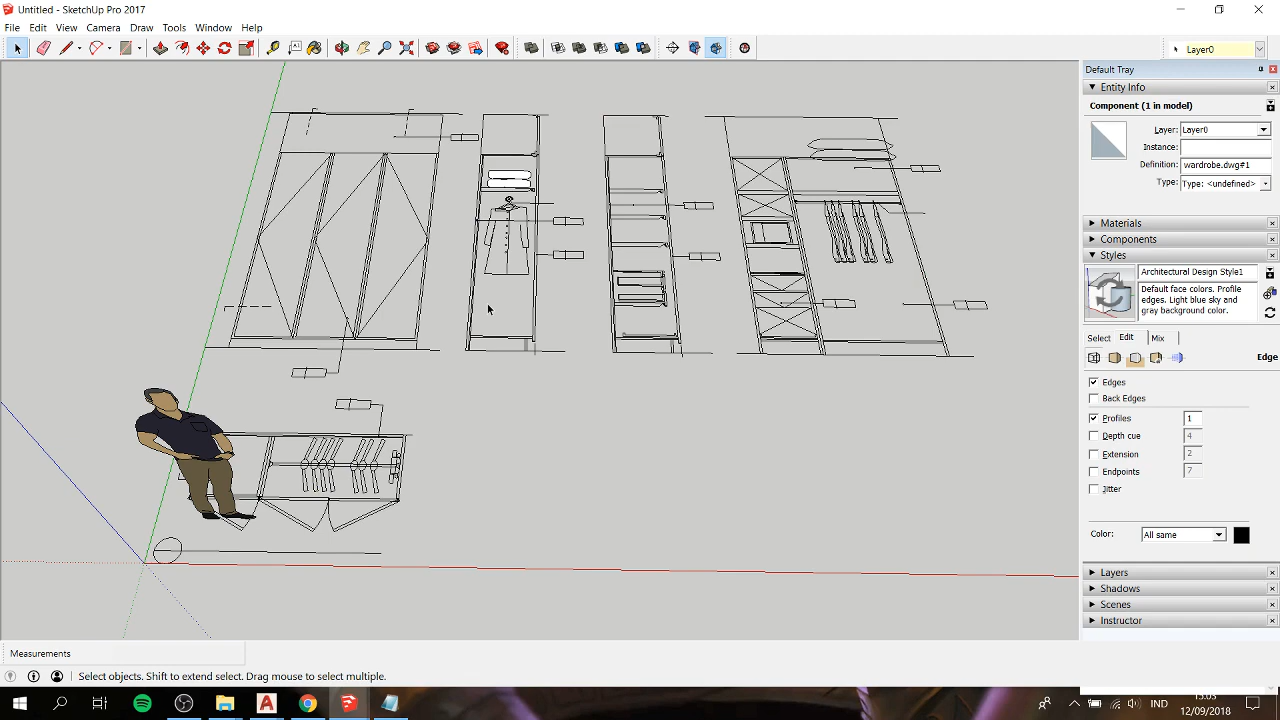 Untitled - SketchUp Pro 2017
File Edit View Camera Draw Tools Window Help
Layer0
Default Tray
Entity Info
Component (1 in model)
Layer: Layer0
Instance:
Definition: wardrobe.dwg#1
Type: Type: <undefined>
Materials
Components
Styles
Architectural Design Style1
Default face colors. Profile
edges. Light blue sky and
gray background color.
Select Edit Mix
Edge
Edges
Back Edges
Profiles 1
Depth cue 4
Extension 2
Endpoints 7
Jitter
Color: All same
Layers
Shadows
Scenes
Instructor
Measurements
Select objects. Shift to extend select. Drag mouse to select multiple.
IND
15.05
12/09/2018